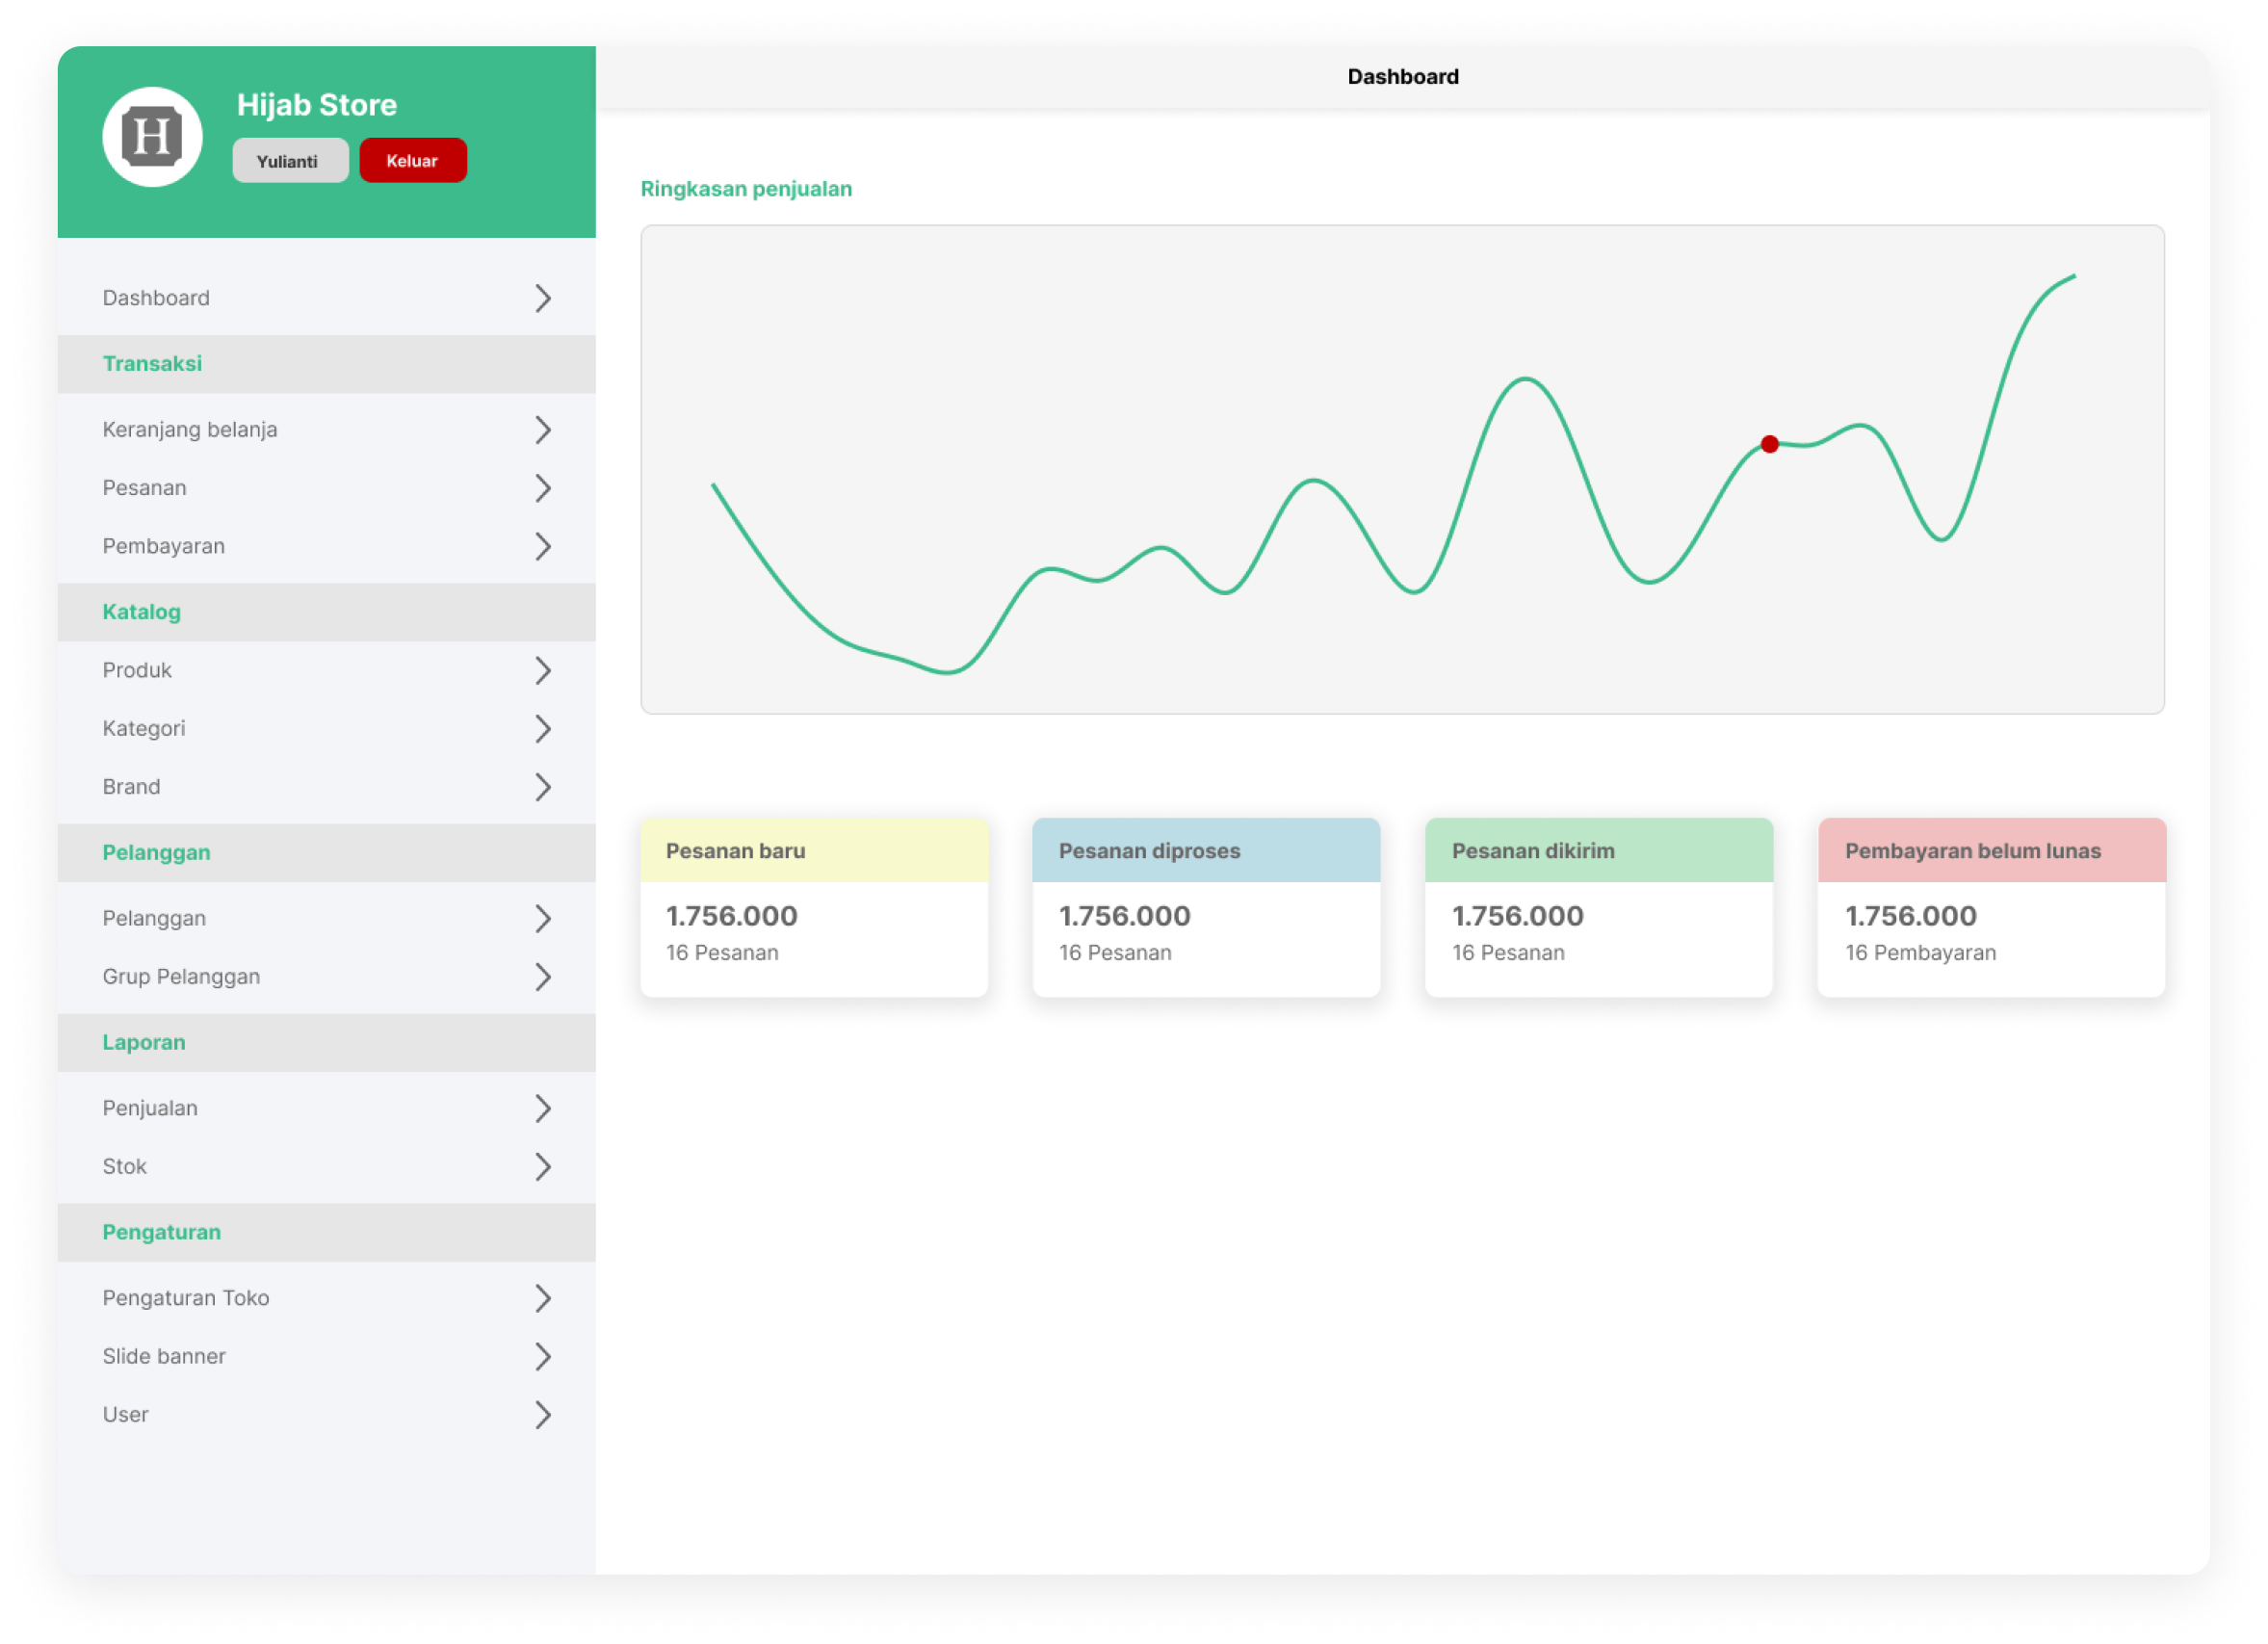 H
Hijab Store
Yulianti
Keluar
Dashboard
Transaksi
Keranjang belanja
Pesanan
Pembayaran
Katalog
Produk
Kategori
Brand
Pelanggan
Pelanggan
Grup Pelanggan
Laporan
Penjualan
Stok
Pengaturan
Pengaturan Toko
Slide banner
User
Dashboard
Ringkasan penjualan
Pesanan baru
1.756.000
16 Pesanan
Pesanan diproses
1.756.000
16 Pesanan
Pesanan dikirim
1.756.000
16 Pesanan
Pembayaran belum lunas
1.756.000
16 Pembayaran